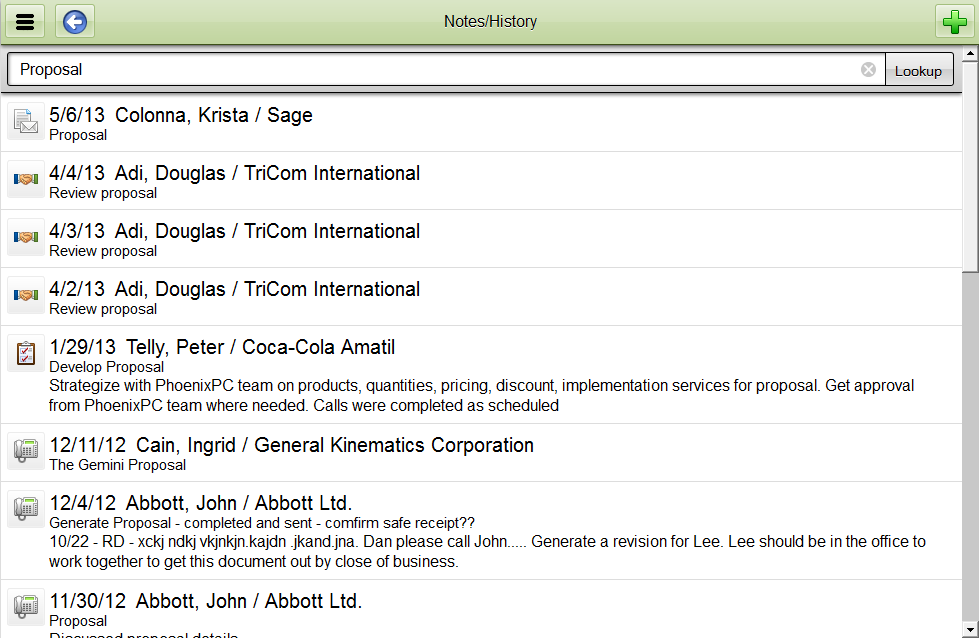 Notes/History
Proposal
Lookup
5/6/13 Colonna, Krista / Sage
Proposal
4/4/13 Adi, Douglas / TriCom International
Review proposal
4/3/13 Adi, Douglas / TriCom International
Review proposal
4/2/13 Adi, Douglas / TriCom International
Review proposal
1/29/13 Telly, Peter / Coca-Cola Amatil
Develop Proposal
Strategize with PhoenixPC team on products, quantities, pricing, discount, implementation services for proposal. Get approval
from PhoenixPC team where needed. Calls were completed as scheduled
12/11/12 Cain, Ingrid / General Kinematics Corporation
The Gemini Proposal
12/4/12 Abbott, John / Abbott Ltd.
Generate Proposal - completed and sent - comfirm safe receipt??
10/22 - RD - xckj ndkj vkjnkjn.kajdn .jkand.jna. Dan please call John..... Generate a revision for Lee. Lee should be in the office to
work together to get this document out by close of business.
11/30/12 Abbott, John / Abbott Ltd.
Proposal
Discussed proposal details